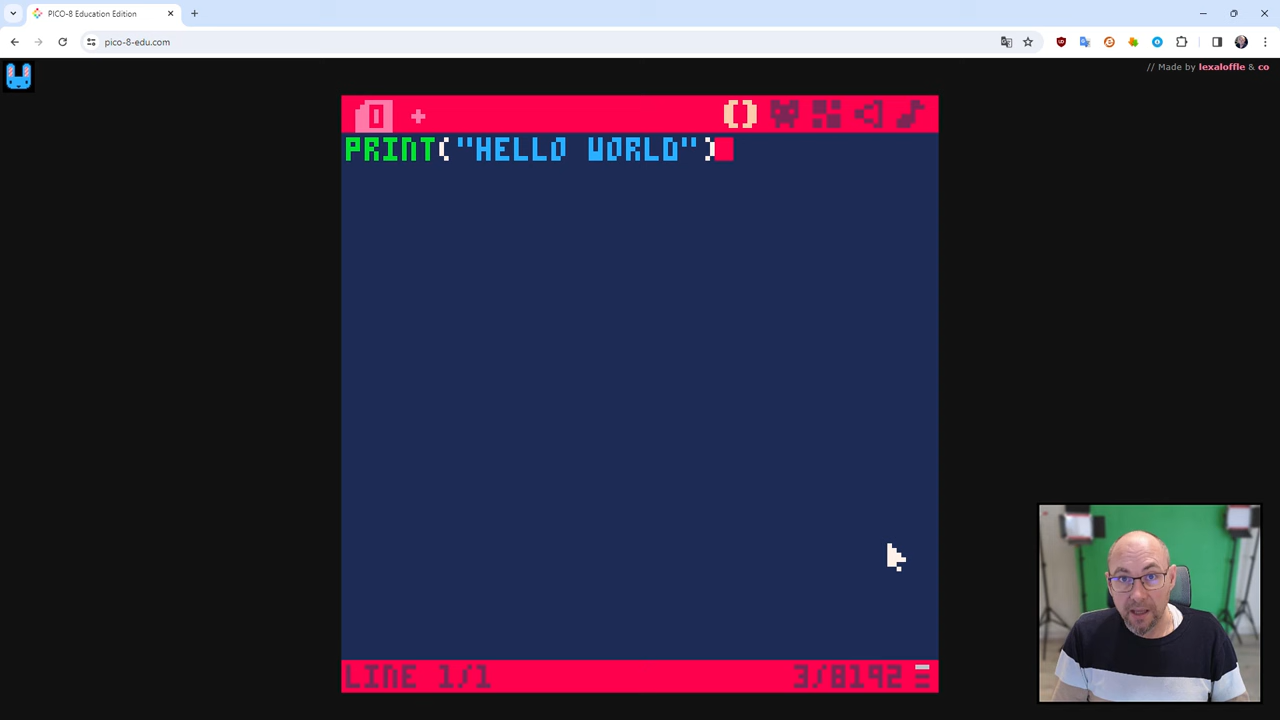 PICO-8 Education Edition
pico-8-edu.com
// Made by lexaloffle & co
0 +
PRINT("HELLO WORLD")
LINE 1/1 3/8192